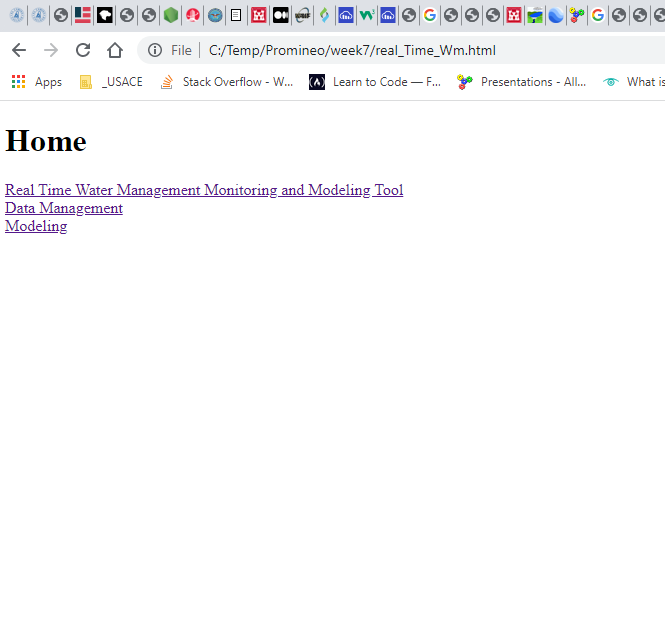 File C:/Temp/Promineo/week7/real_Time_Wm.html
Apps _USACE Stack Overflow - W... Learn to Code — F... Presentations - All... What is
Home
Real Time Water Management Monitoring and Modeling Tool
Data Management
Modeling